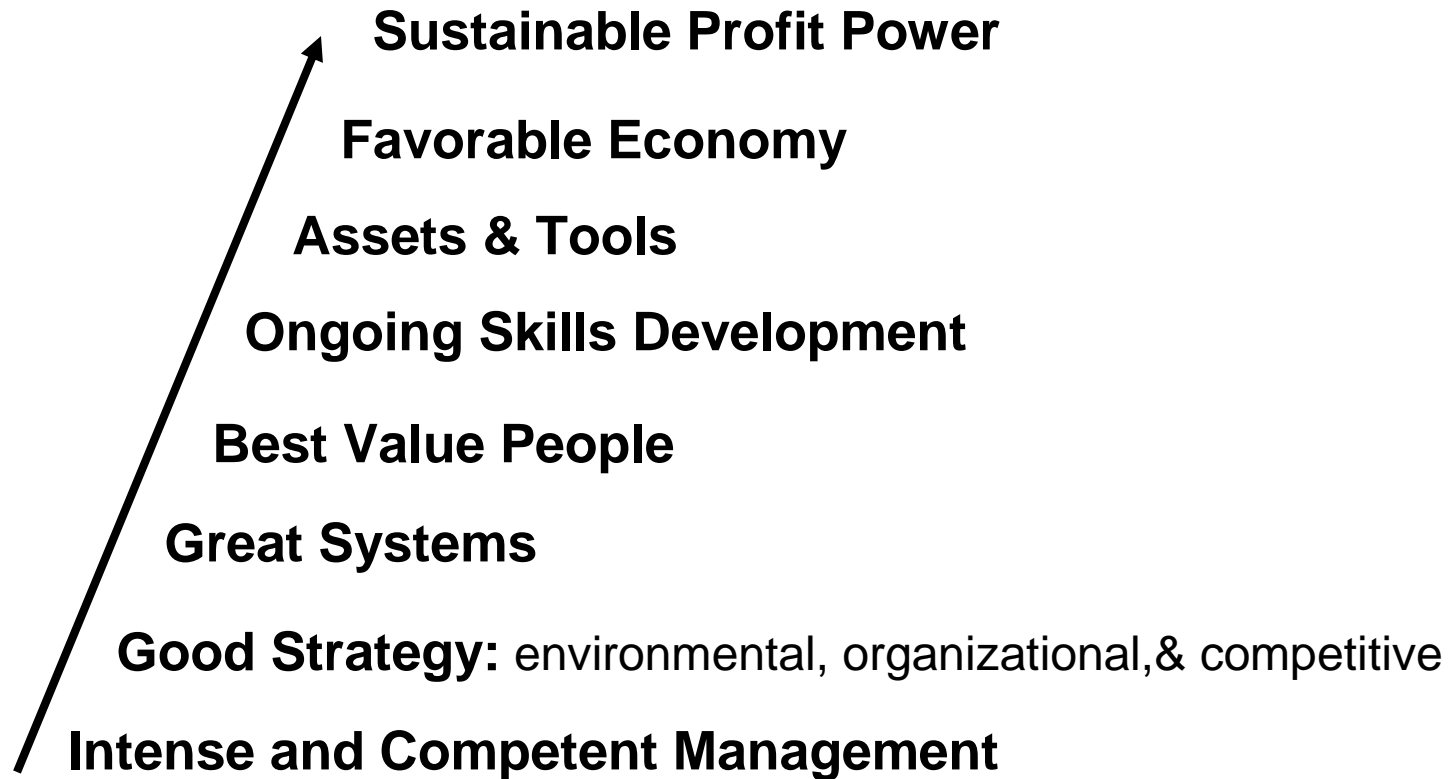 Sustainable Profit Power
Favorable Economy
Assets & Tools
Ongoing Skills Development
Best Value People
Great Systems
Good Strategy: environmental, organizational,& competitive
Intense and Competent Management